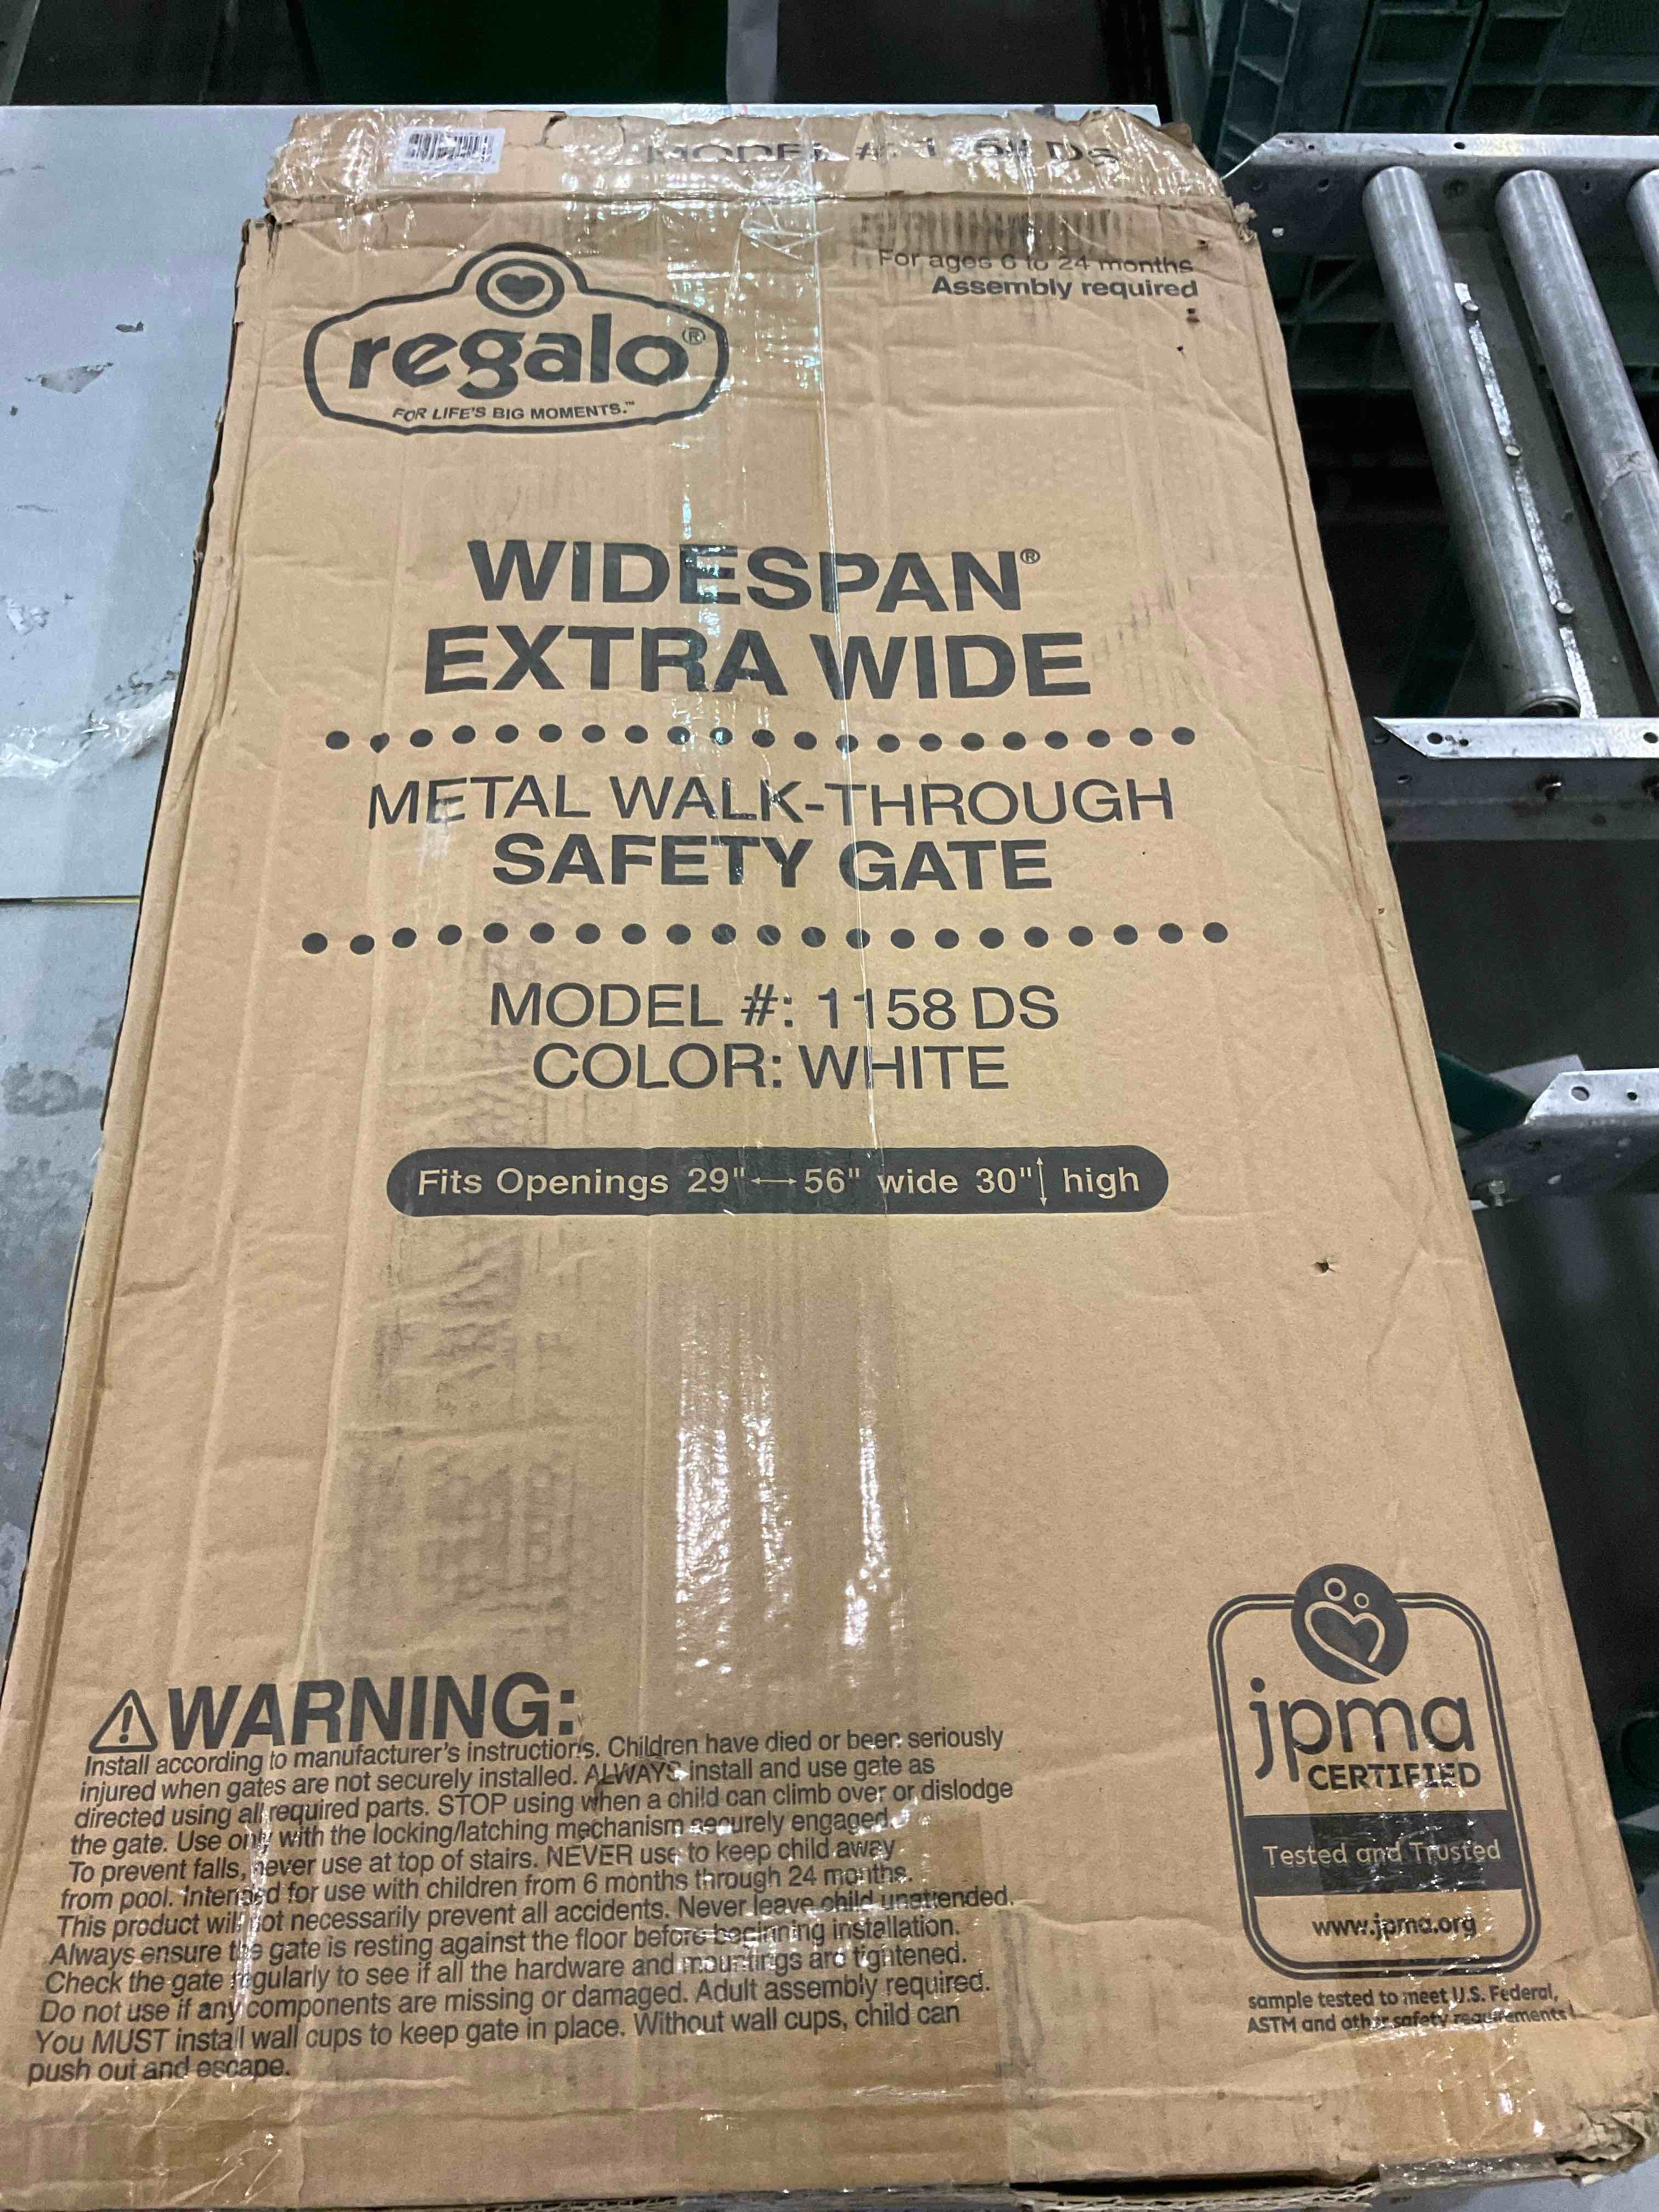 MODEL #: 1158 DS
For ages 6 to 24 months
Assembly required
regalo®
FOR LIFE'S BIG MOMENTS.™
WIDESPAN®
EXTRA WIDE
METAL WALK-THROUGH
SAFETY GATE
MODEL #: 1158 DS
COLOR: WHITE
Fits Openings 29"↔56" wide 30"↕ high
⚠WARNING:
Install according to manufacturer's instructions. Children have died or been seriously
injured when gates are not securely installed. ALWAYS install and use gate as
directed using all required parts. STOP using when a child can climb over or dislodge
the gate. Use only with the locking/latching mechanism securely engaged.
To prevent falls, never use at top of stairs. NEVER use to keep child away
from pool. Intended for use with children from 6 months through 24 months.
This product will not necessarily prevent all accidents. Never leave child unattended.
Always ensure the gate is resting against the floor before beginning installation.
Check the gate regularly to see if all the hardware and mountings are tightened.
Do not use if any components are missing or damaged. Adult assembly required.
You MUST install wall cups to keep gate in place. Without wall cups, child can
push out and escape.
jpma
CERTIFIED
Tested and Trusted
www.jpma.org
sample tested to meet U.S. Federal,
ASTM and other safety requirements